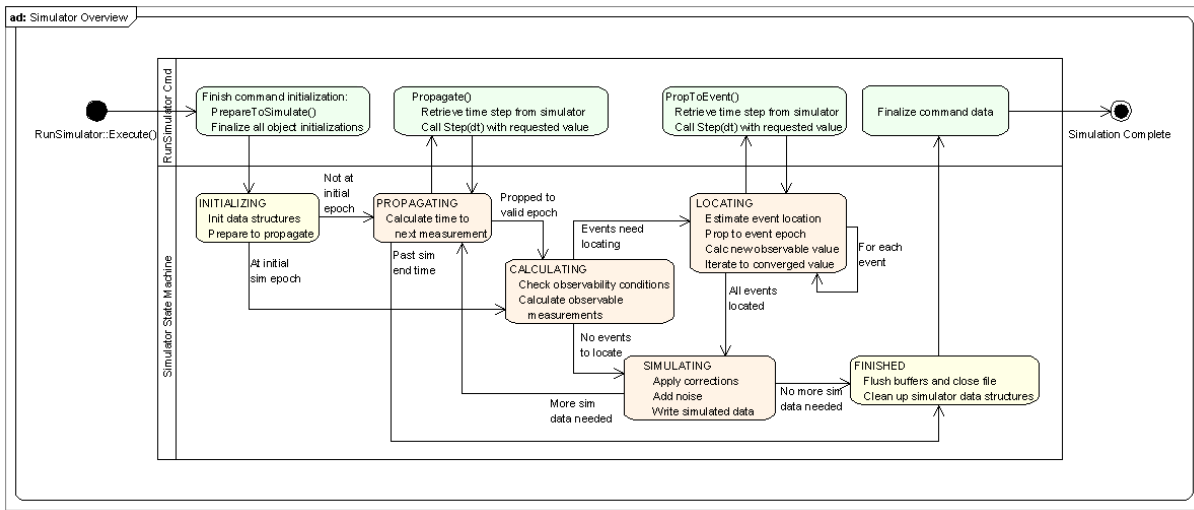 ad: Simulator Overview
RunSimulator Cmd
RunSimulator::Execute()
Finish command initialization:
PrepareToSimulate()
Finalize all object initializations
Propagate()
Retrieve time step from simulator
Call Step(dt) with requested value
PropToEvent()
Retrieve time step from simulator
Call Step(dt) with requested value
Finalize command data
Simulation Complete
Simulator State Machine
INITIALIZING
Init data structures
Prepare to propagate
Not at
initial
epoch
At initial
sim epoch
PROPAGATING
Calculate time to
next measurement
Propped to
valid epoch
Past sim
end time
CALCULATING
Check observability conditions
Calculate observable
measurements
Events need
locating
LOCATING
Estimate event location
Prop to event epoch
Calc new observable value
Iterate to converged value
For each
event
All events
located
No events
to locate
SIMULATING
Apply corrections
Add noise
Write simulated data
More sim
data needed
No more sim
data needed
FINISHED
Flush buffers and close file
Clean up simulator data structures